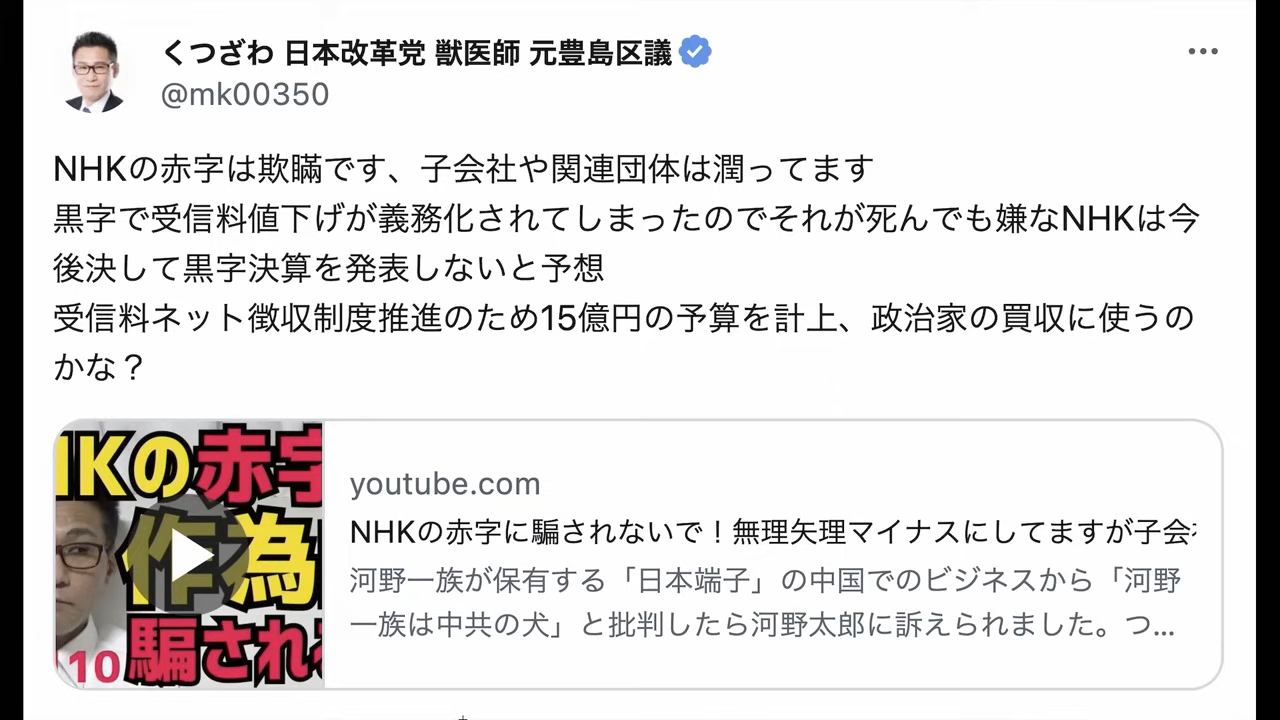 くつざわ 日本改革党 獣医師 元豊島区議
@mk00350
NHKの赤字は欺瞞です、子会社や関連団体は潤ってます
黒字で受信料値下げが義務化されてしまったのでそれが死んでも嫌なNHKは今
後決して黒字決算を発表しないと予想
受信料ネット徴収制度推進のため15億円の予算を計上、政治家の買収に使うの
かな？
HKの赤字
作為
騙され
10
youtube.com
NHKの赤字に騙されないで！無理矢理マイナスにしてますが子会
河野一族が保有する「日本端子」の中国でのビジネスから「河野
一族は中共の犬」と批判したら河野太郎に訴えられました。つ...